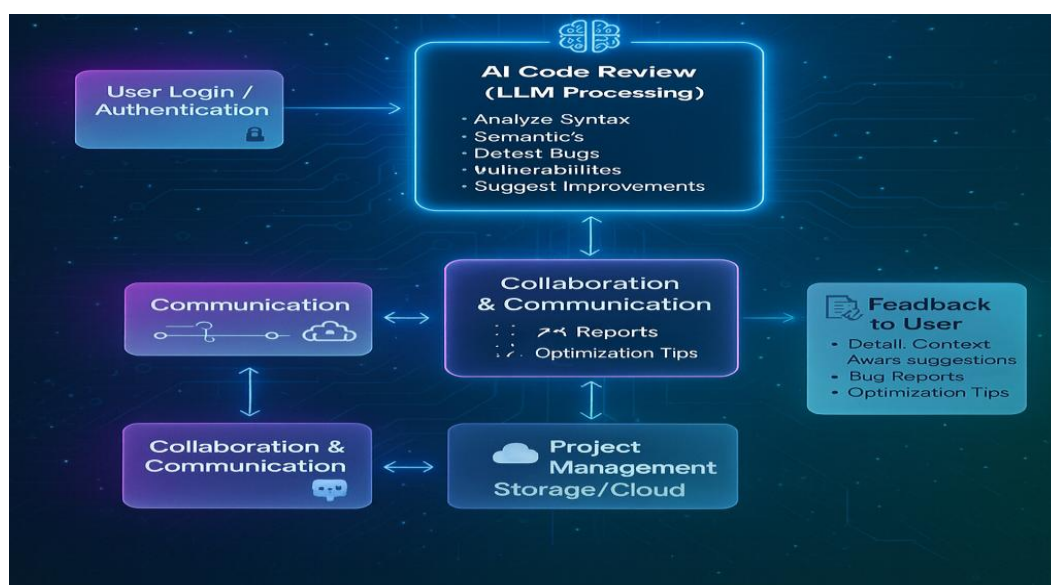 User Login /
Authentication
AI Code Review
(LLM Processing)
· Analyze Syntax
· Semantic's
· Detest Bugs
· Vulnerabiilites
· Suggest Improvements
Communication
Collaboration
& Communication
Reports
Optimization Tips
Feadback
to User
• Detall. Context
Awars suggestions
• Bug Reports
• Optimization Tips
Collaboration &
Communication
Project
Management
Storage/Cloud